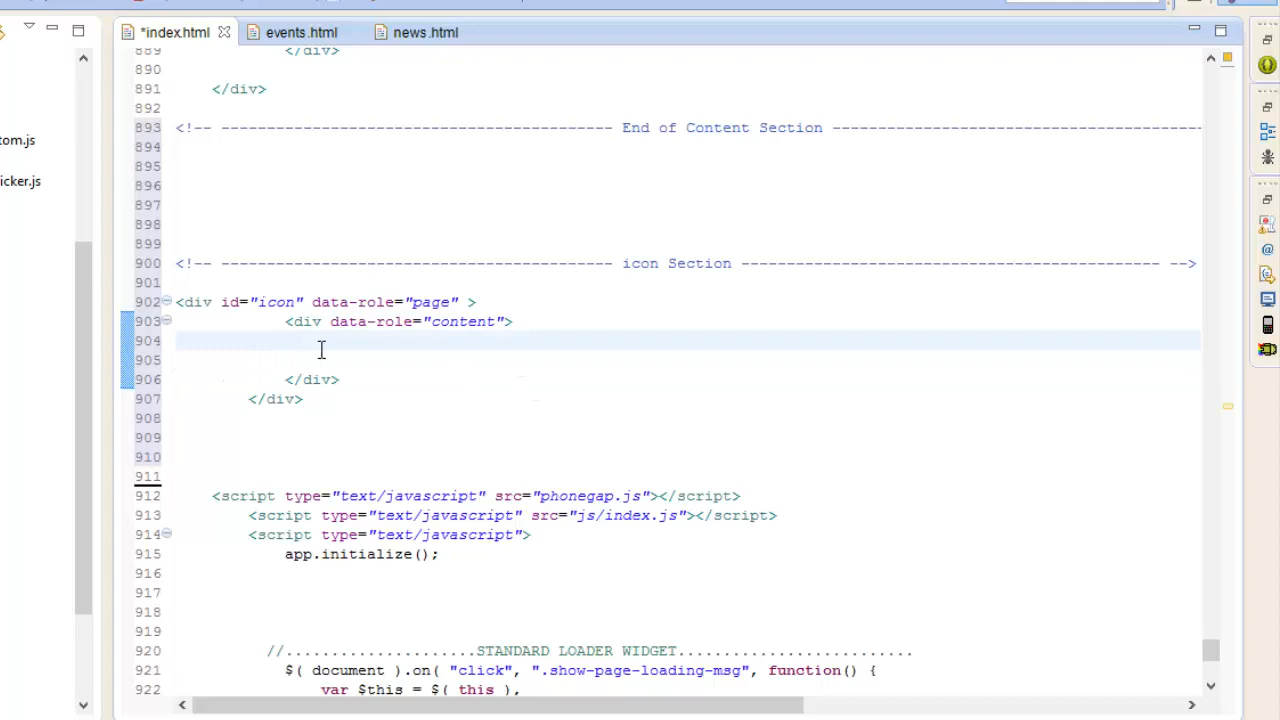 *index.html events.html news.html
889 </div>
890
891 </div>
892
893 <!-- ------------------------------------------- End of Content Section -----------------------------------------
894
895
896
897
898
899
900 <!-- ------------------------------------------- icon Section ---------------------------------------------- -->
901
902 <div id="icon" data-role="page" >
903 <div data-role="content">
904
905
906 </div>
907 </div>
908
909
910
911
912 <script type="text/javascript" src="phonegap.js"></script>
913 <script type="text/javascript" src="js/index.js"></script>
914 <script type="text/javascript">
915 app.initialize();
916
917
918
919
920 //.....................STANDARD LOADER WIDGET.........................
921 $( document ).on( "click", ".show-page-loading-msg", function() {
922 var $this = $( this ),
tom.js
icker.js